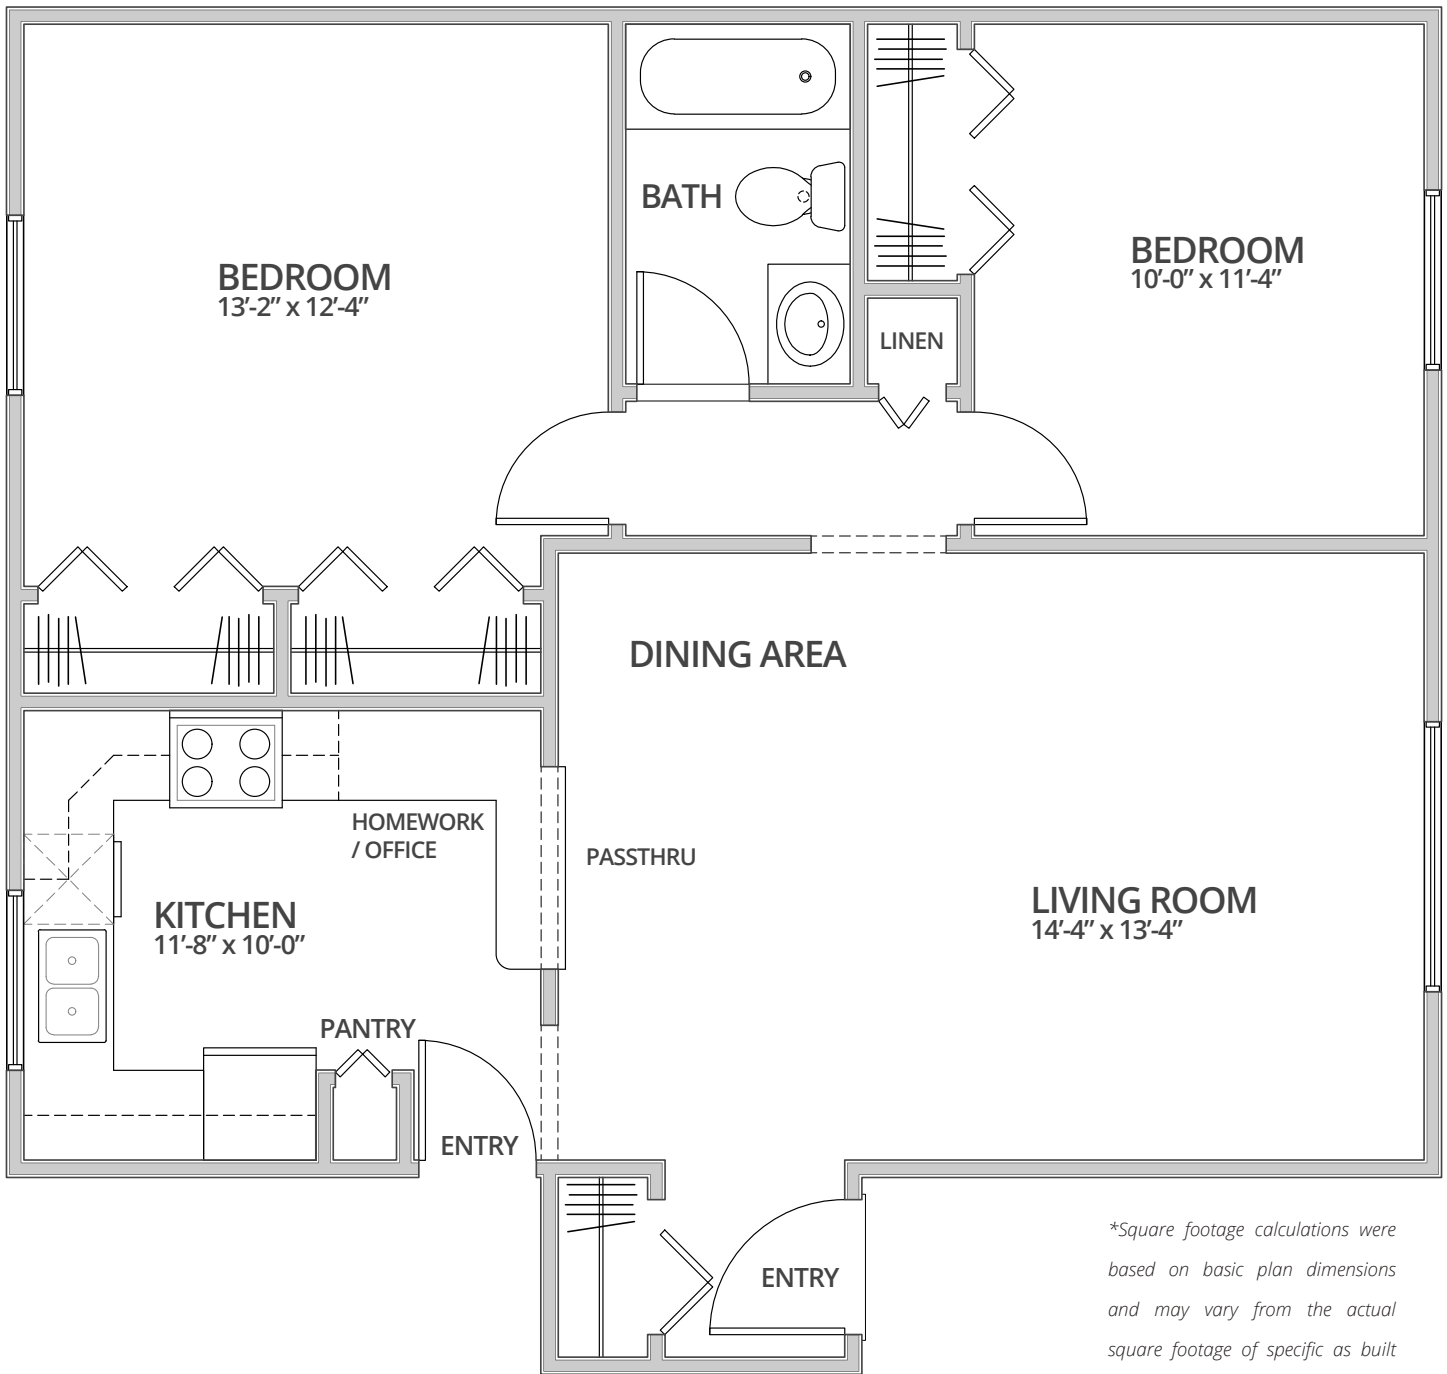 BATH
BEDROOM
13’-2” x 12’-4”
BEDROOM
10’-0” x 11’-4”
LINEN
DINING AREA
HOMEWORK
/ OFFICE
PASSTHRU
KITCHEN
11’-8” x 10’-0”
LIVING ROOM
14’-4” x 13’-4”
PANTRY
ENTRY
ENTRY
*Square footage calculations were
based on basic plan dimensions
and may vary from the actual
square footage of specific as built